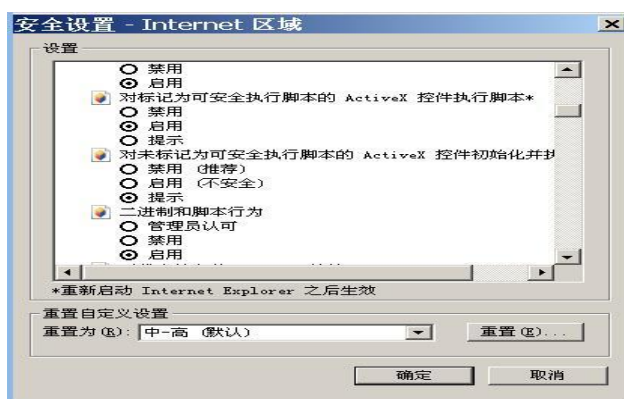 安全设置 - Internet 区域
设置
禁用
启用
对标记为可安全执行脚本的 ActiveX 控件执行脚本*
禁用
启用
提示
对未标记为可安全执行脚本的 ActiveX 控件初始化并执
禁用 (推荐)
启用 (不安全)
提示
二进制和脚本行为
管理员认可
禁用
启用
*重新启动 Internet Explorer 之后生效
重置自定义设置
重置为(R): 中-高 (默认) 重置(E)...
确定 取消